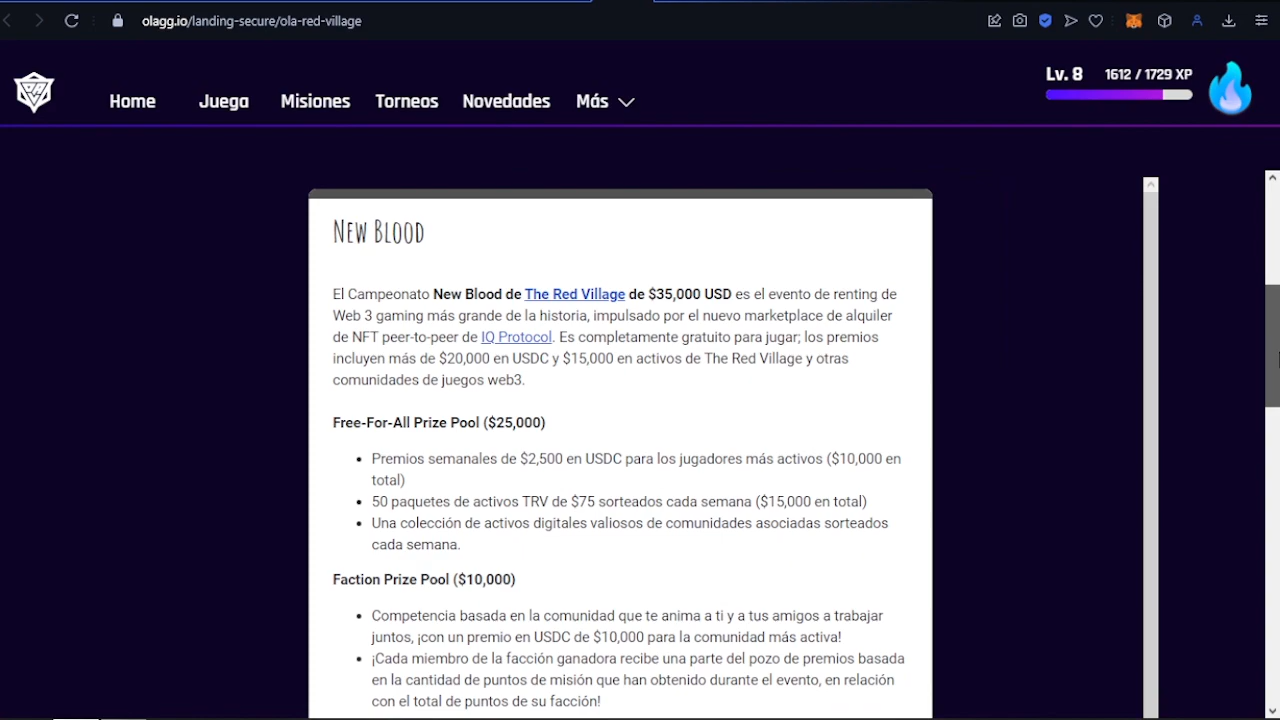 olagg.io/landing-secure/ola-red-village
Lv. 8 1612 / 1729 XP
Home Juega Misiones Torneos Novedades Más
New Blood
El Campeonato New Blood de The Red Village de $35,000 USD es el evento de renting de
Web 3 gaming más grande de la historia, impulsado por el nuevo marketplace de alquiler
de NFT peer-to-peer de IQ Protocol. Es completamente gratuito para jugar; los premios
incluyen más de $20,000 en USDC y $15,000 en activos de The Red Village y otras
comunidades de juegos web3.
Free-For-All Prize Pool ($25,000)
• Premios semanales de $2,500 en USDC para los jugadores más activos ($10,000 en
total)
• 50 paquetes de activos TRV de $75 sorteados cada semana ($15,000 en total)
• Una colección de activos digitales valiosos de comunidades asociadas sorteados
cada semana.
Faction Prize Pool ($10,000)
• Competencia basada en la comunidad que te anima a ti y a tus amigos a trabajar
juntos, ¡con un premio en USDC de $10,000 para la comunidad más activa!
• ¡Cada miembro de la facción ganadora recibe una parte del pozo de premios basada
en la cantidad de puntos de misión que han obtenido durante el evento, en relación
con el total de puntos de su facción!